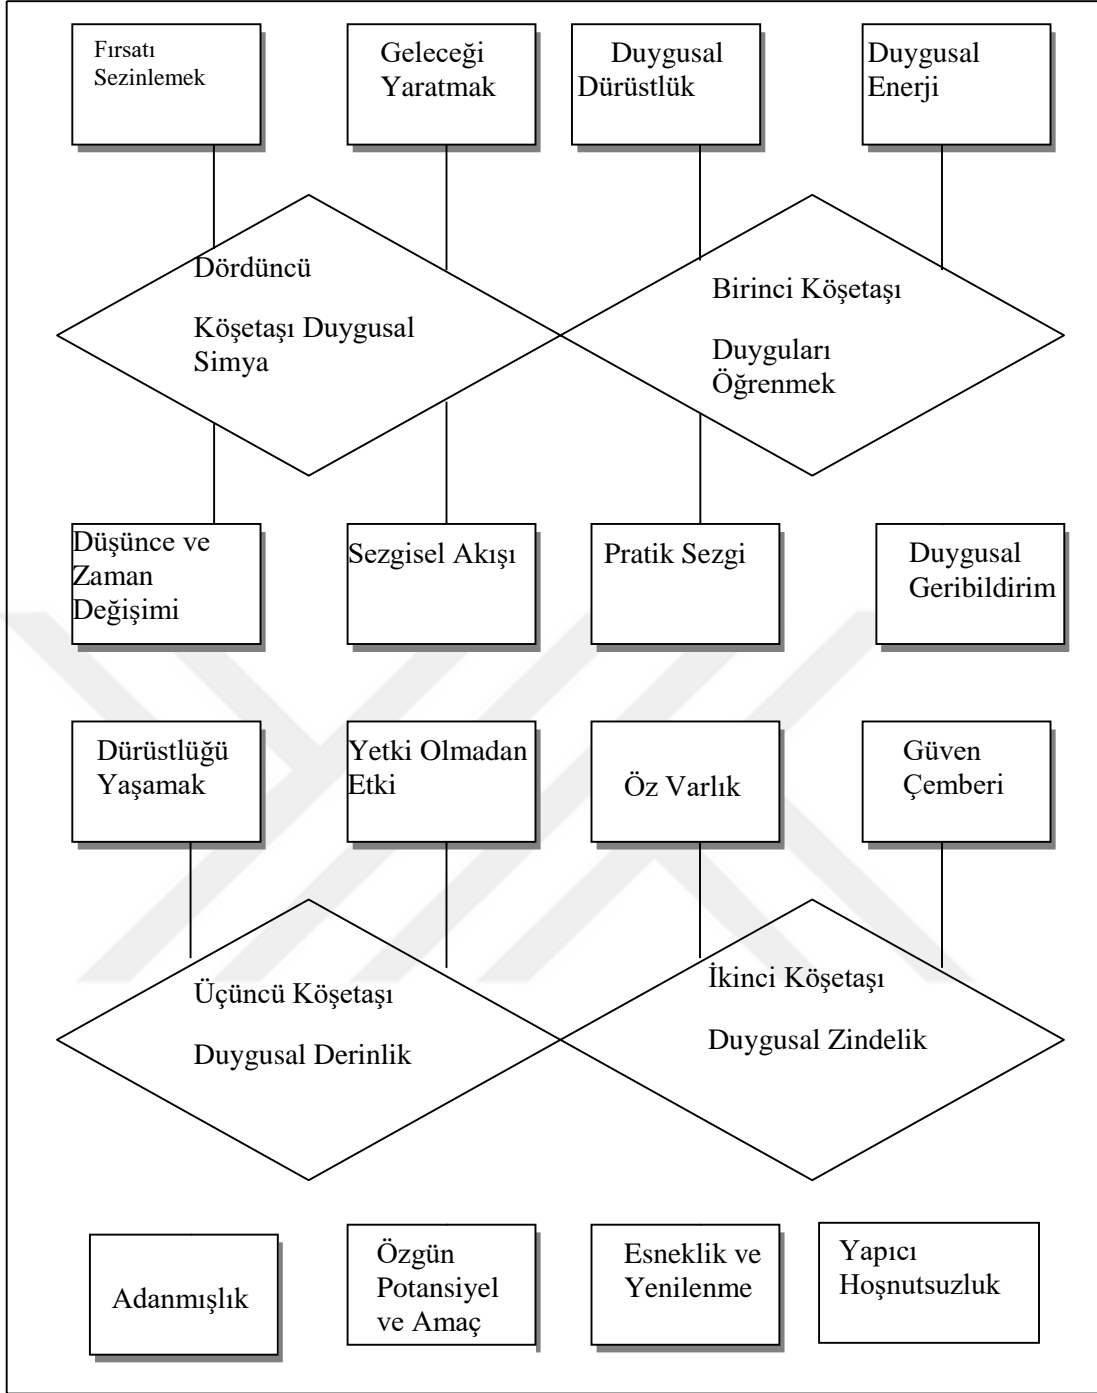 Fırsatı
Sezinlemek
Geleceği
Yaratmak
Duygusal
Dürüstlük
Duygusal
Enerji
Dördüncü
Köşetaşı Duygusal
Simya
Birinci Köşetaşı
Duyguları
Öğrenmek
Düşünce ve
Zaman
Değişimi
Sezgisel Akışı
Pratik Sezgi
Duygusal
Geribildirim
Dürüstlüğü
Yaşamak
Yetki Olmadan
Etki
Öz Varlık
Güven
Çemberi
Üçüncü Köşetaşı
Duygusal Derinlik
İkinci Köşetaşı
Duygusal Zindelik
Adanmışlık
Özgün
Potansiyel
ve Amaç
Esneklik ve
Yenilenme
Yapıcı
Hoşnutsuzluk